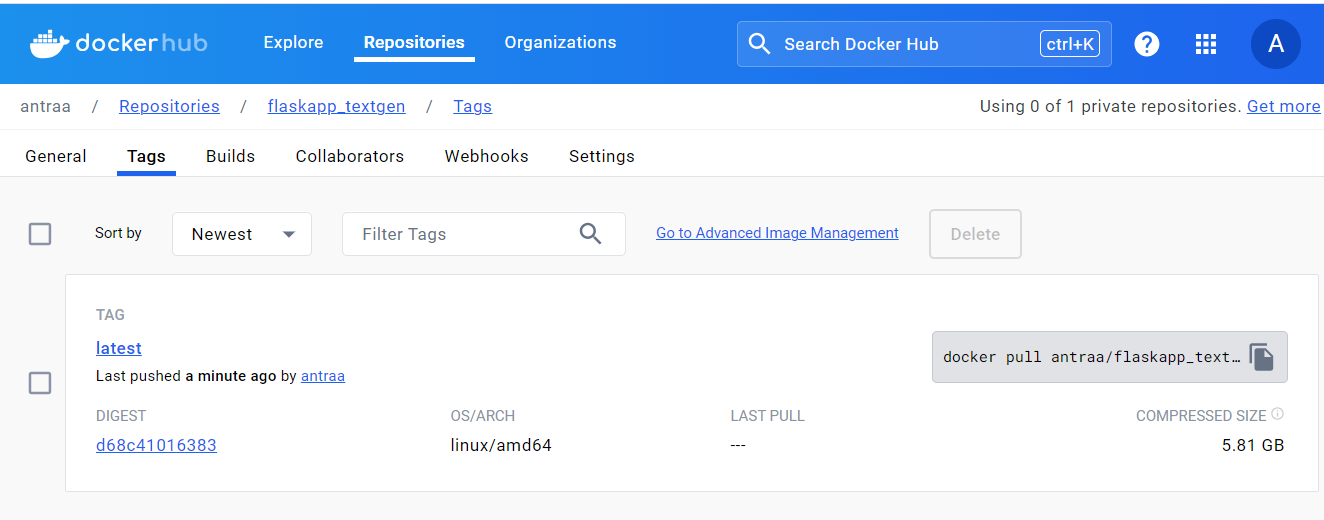 dockerhub Explore Repositories Organizations Search Docker Hub ctrl+K ? A
antraa / Repositories / flaskapp_textgen / Tags Using 0 of 1 private repositories. Get more
General Tags Builds Collaborators Webhooks Settings
Sort by Newest Filter Tags Go to Advanced Image Management Delete
TAG
latest
docker pull antraa/flaskapp_text...
Last pushed a minute ago by antraa
DIGEST OS/ARCH LAST PULL COMPRESSED SIZE
d68c41016383 linux/amd64 --- 5.81 GB